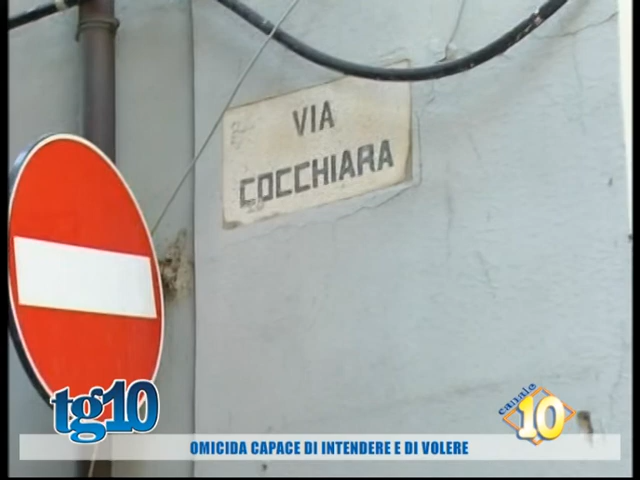 VIA
COCCHIARA
tg10
canale
10
OMICIDA CAPACE DI INTENDERE E DI VOLERE